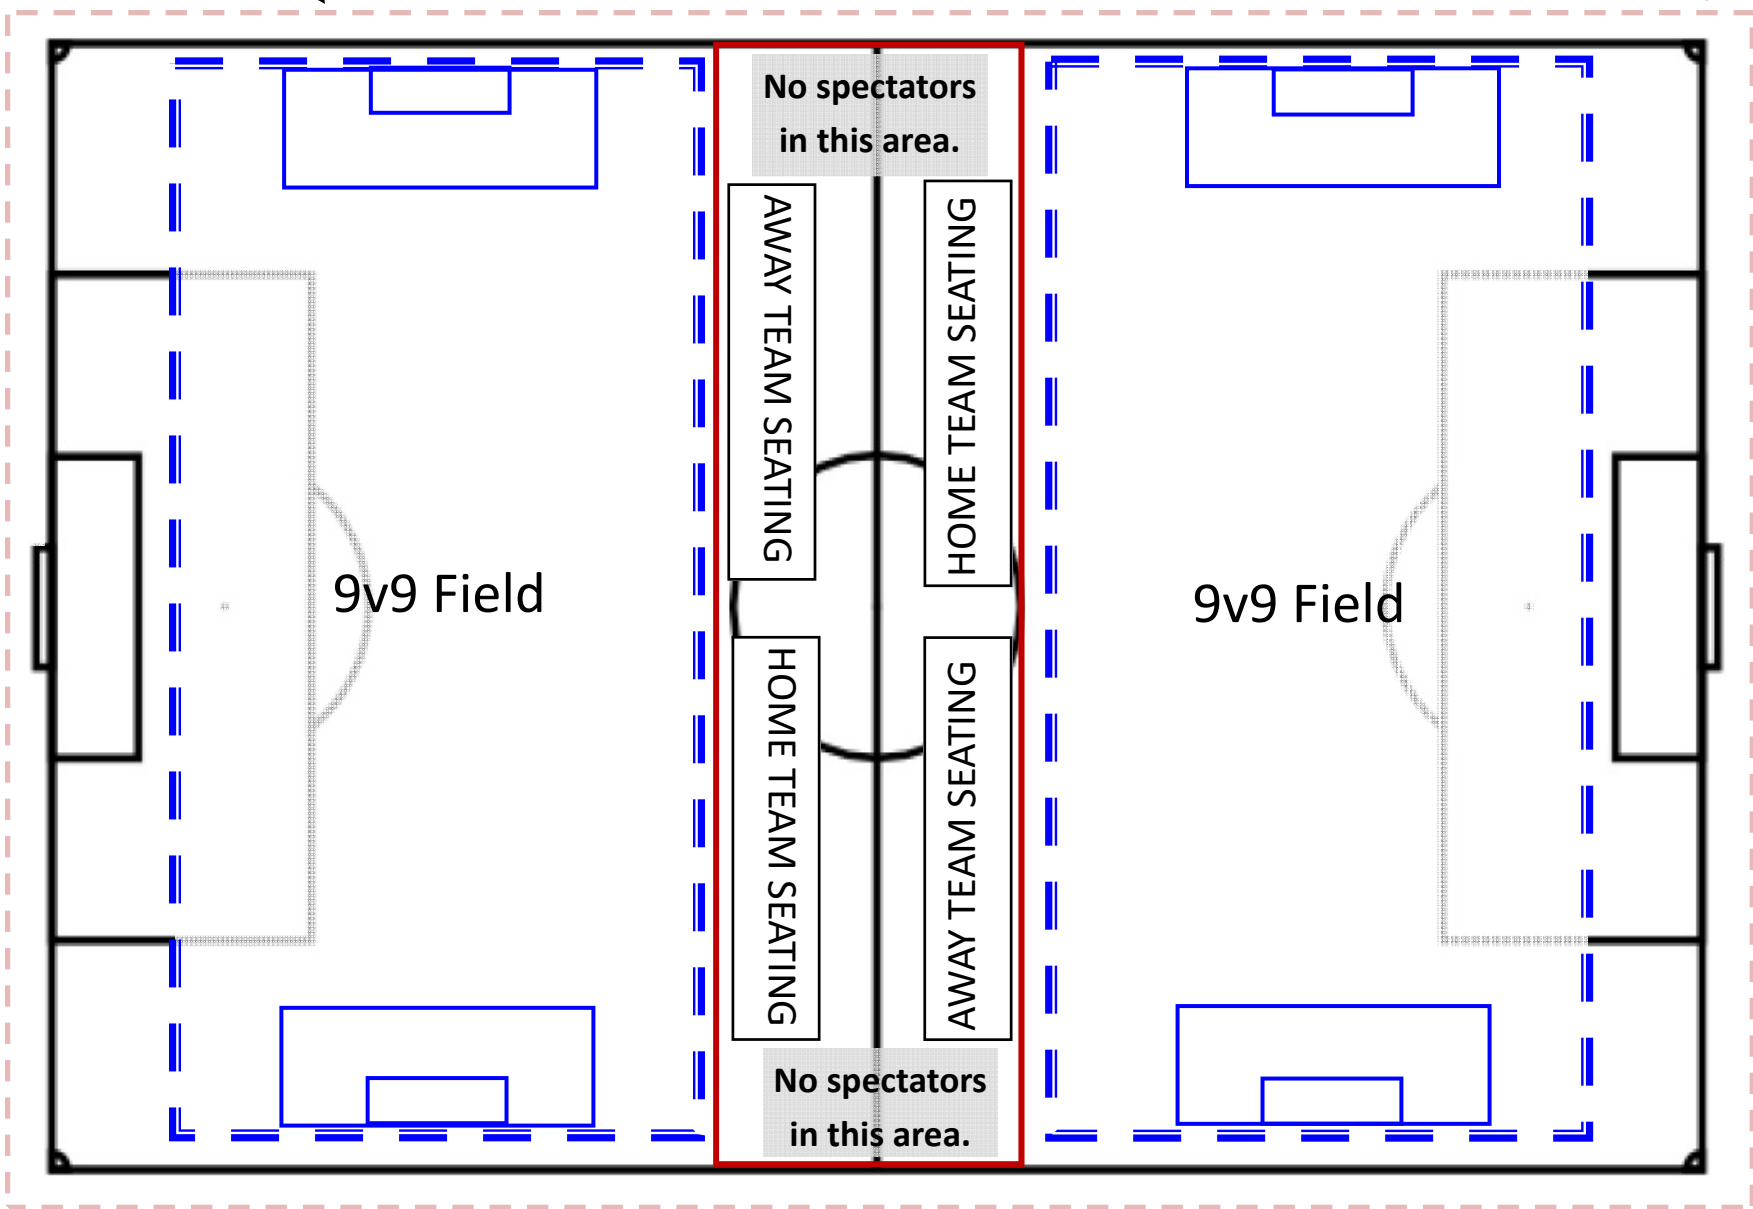 No spectators
in this area.
AWAY TEAM SEATING
HOME TEAM SEATING
9v9 Field
9v9 Field
HOME TEAM SEATING
AWAY TEAM SEATING
No spectators
in this area.